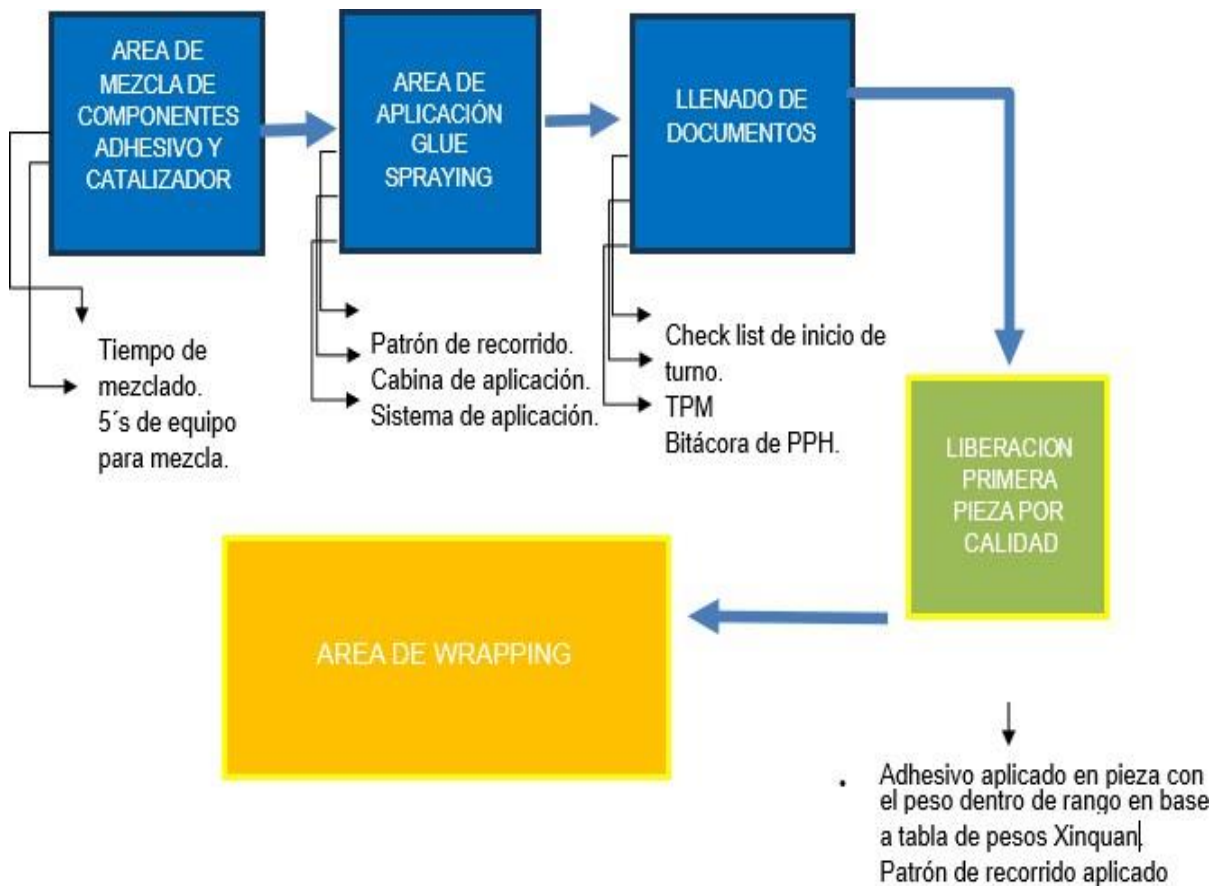 AREA DE
MEZCLA DE
COMPONENTES
ADHESIVO Y
CATALIZADOR
AREA DE
APLICACIÓN
GLUE
SPRAYING
LLENADO DE
DOCUMENTOS
Tiempo de
mezclado.
5´s de equipo
para mezcla.
Patrón de recorrido.
Cabina de aplicación.
Sistema de aplicación.
Check list de inicio de
turno.
TPM
Bitácora de PPH.
LIBERACION
PRIMERA
PIEZA POR
CALIDAD
AREA DE WRAPPING
• Adhesivo aplicado en pieza con
el peso dentro de rango en base
a tabla de pesos Xinquan
Patrón de recorrido aplicado